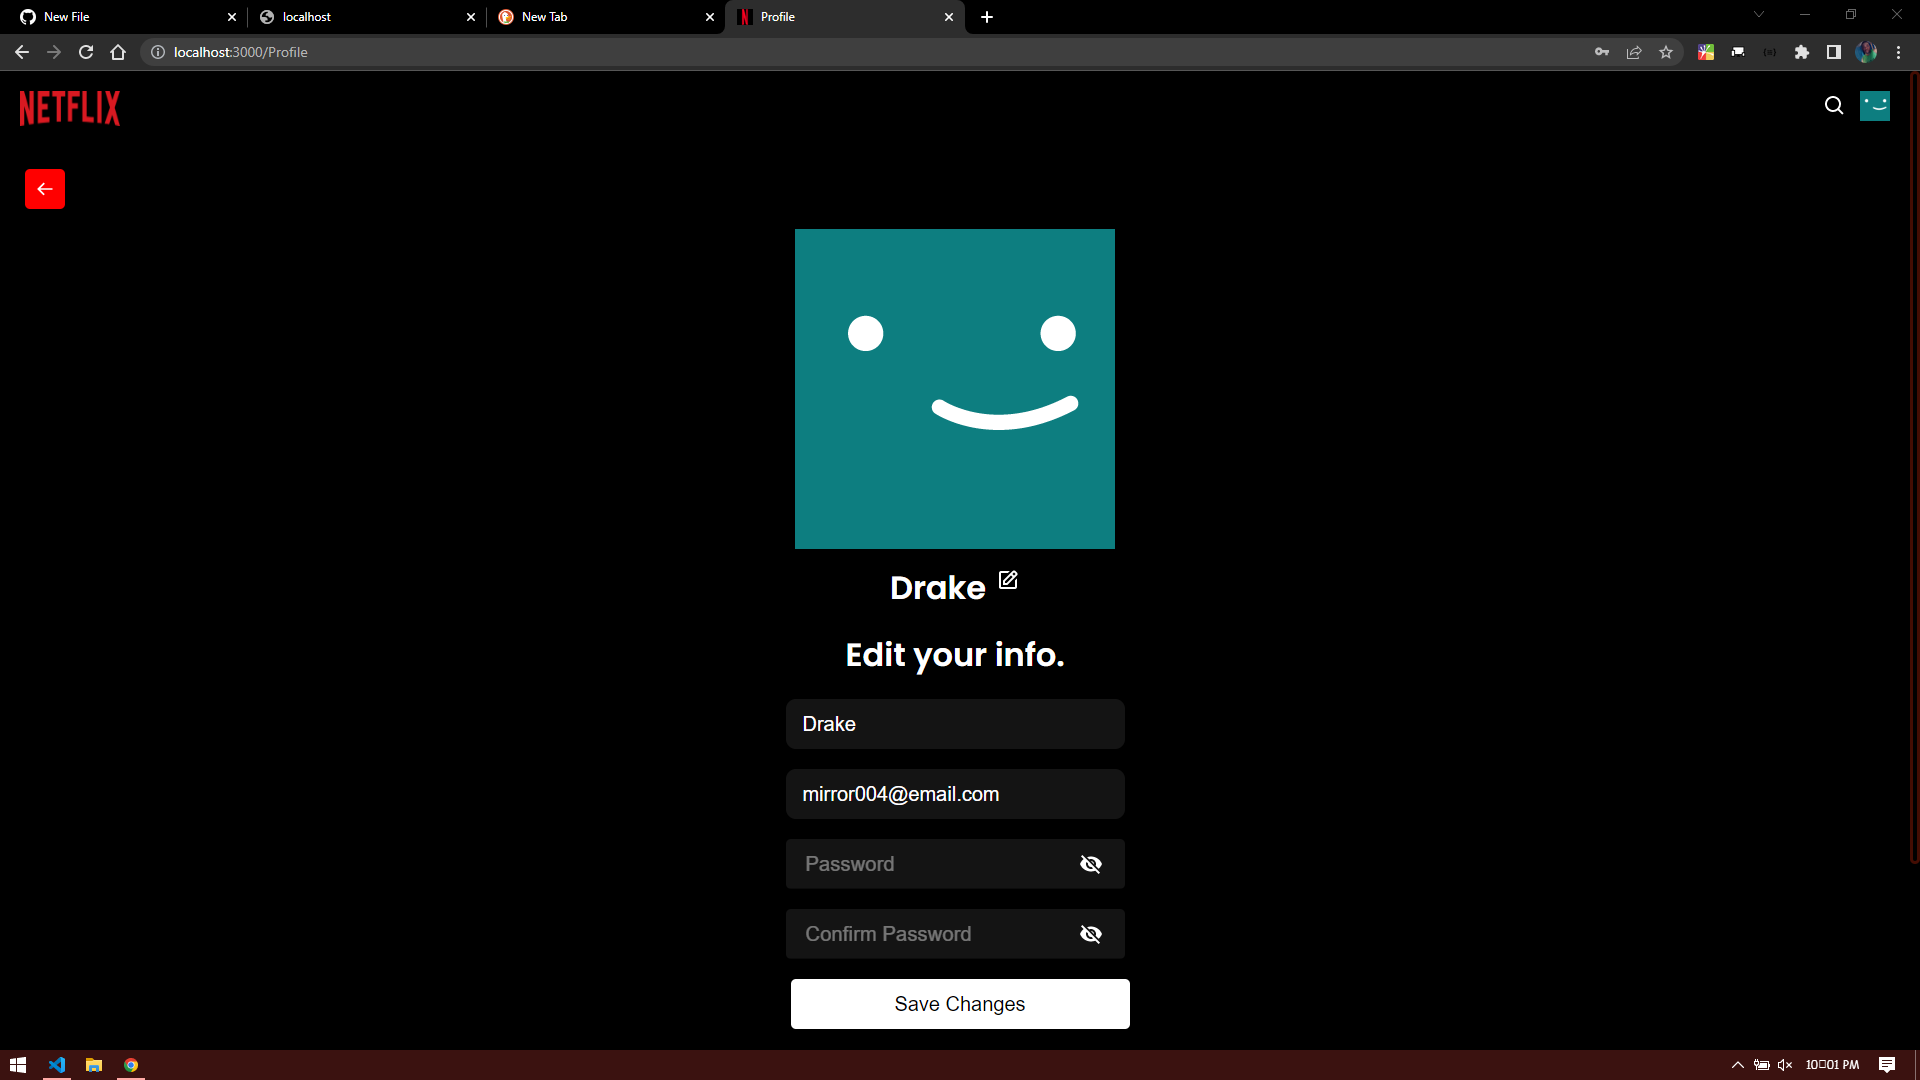 New File
localhost
New Tab
Profile
localhost:3000/Profile
NETFLIX
Drake
Edit your info.
Drake
mirror004@email.com
Password
Confirm Password
Save Changes
10□01 PM